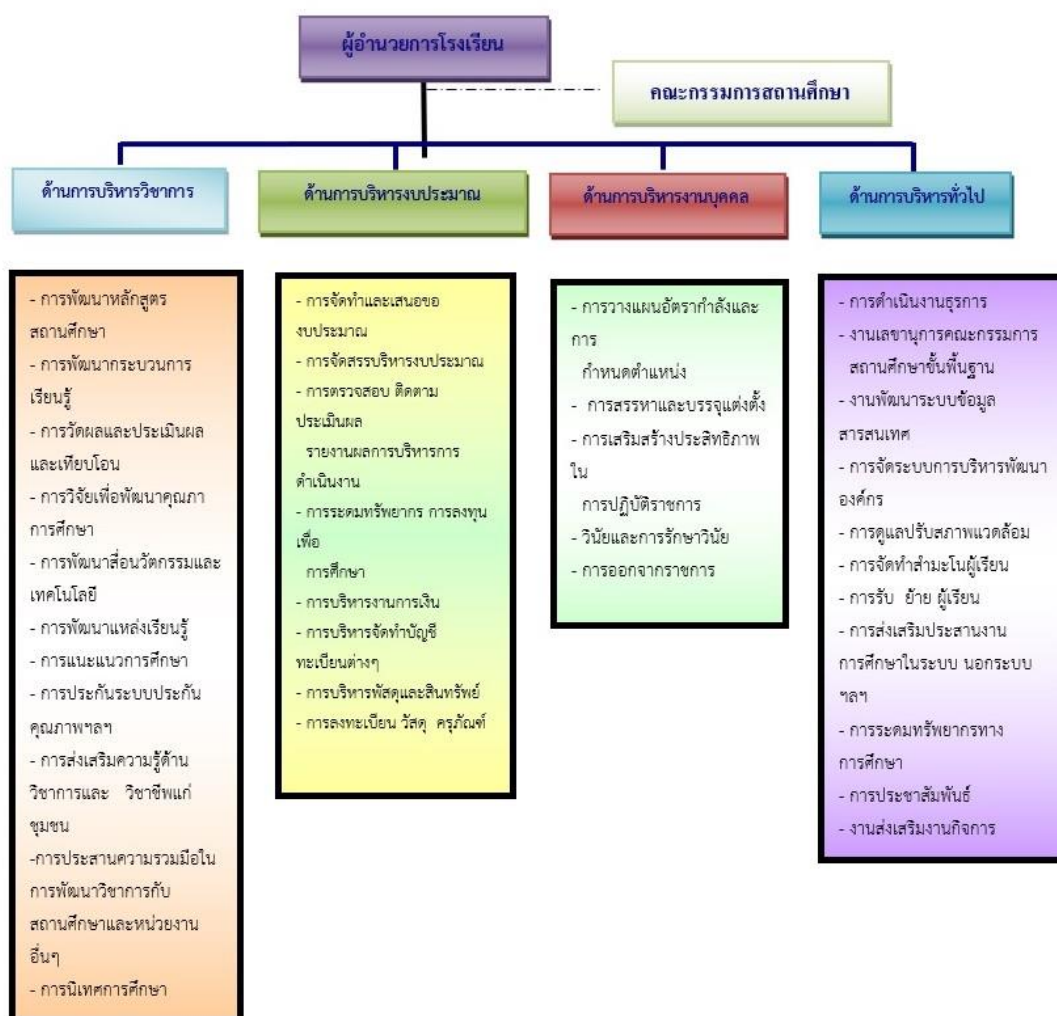 ผู้อำนวยการโรงเรียน
คณะกรรมการสถานศึกษา
ด้านการบริหารวิชาการ
ด้านการบริหารงบประมาณ
ด้านการบริหารงานบุคคล
ด้านการบริหารทั่วไป
- การพัฒนาหลักสูตร
สถานศึกษา
- การพัฒนากระบวนการ
เรียนรู้
- การวัดผลและประเมินผล
และเทียบโอน
- การวิจัยเพื่อพัฒนาคุณภา
การศึกษา
- การพัฒนาสื่อนวัตกรรมและ
เทคโนโลยี
- การพัฒนาแหล่งเรียนรู้
- การแนะแนวการศึกษา
- การประกันระบบประกัน
คุณภาพฯลฯ
- การส่งเสริมความรู้ด้าน
วิชาการและ วิชาชีพแก่
ชุมชน
-การประสานความรวมมือใน
การพัฒนาวิชาการกับ
สถานศึกษาและหน่วยงาน
อื่นๆ
- การนิเทศการศึกษา
- การจัดทำและเสนอขอ
งบประมาณ
- การจัดสรรบริหารงบประมาณ
- การตรวจสอบ ติดตาม
ประเมินผล
รายงานผลการบริหารการ
ดำเนินงาน
- การระดมทรัพยากร การลงทุน
เพื่อ
การศึกษา
- การบริหารงานการเงิน
- การบริหารจัดทำบัญชี
ทะเบียนต่างๆ
- การบริหารพัสดุและสินทรัพย์
- การลงทะเบียน วัสดุ ครุภัณฑ์
- การวางแผนอัตรากำลังและ
การ
กำหนดตำแหน่ง
- การสรรหาและบรรจุแต่งตั้ง
- การเสริมสร้างประสิทธิภาพ
ใน
การปฏิบัติราชการ
- วินัยและการรักษาวินัย
- การออกจากราชการ
- การดำเนินงานธุรการ
- งานเลขานุการคณะกรรมการ
สถานศึกษาขั้นพื้นฐาน
- งานพัฒนาระบบข้อมูล
สารสนเทศ
- การจัดระบบการบริหารพัฒนา
องค์กร
- การดูแลปรับสภาพแวดล้อม
- การจัดทำสำมะโนผู้เรียน
- การรับ ย้าย ผู้เรียน
- การส่งเสริมประสานงาน
การศึกษาในระบบ นอกระบบ
ฯลฯ
- การระดมทรัพยากรทาง
การศึกษา
- การประชาสัมพันธ์
- งานส่งเสริมงานกิจการ